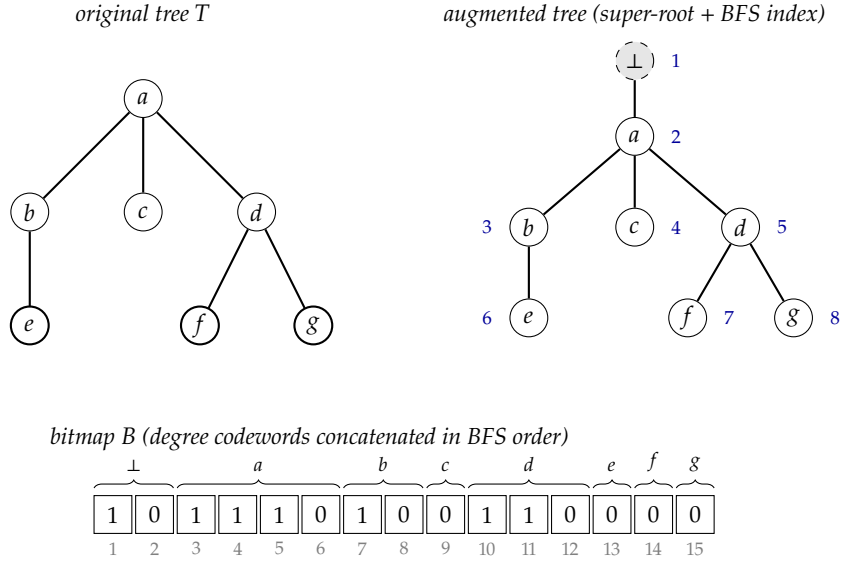 original tree T
a
b c d
e f g
augmented tree (super-root + BFS index)
⊥ 1
a 2
3 b c 4 d 5
6 e f 7 g 8
bitmap B (degree codewords concatenated in BFS order)
⊥ a b c d e f g
1 0 1 1 1 0 1 0 0 1 1 0 0 0 0
1 2 3 4 5 6 7 8 9 10 11 12 13 14 15